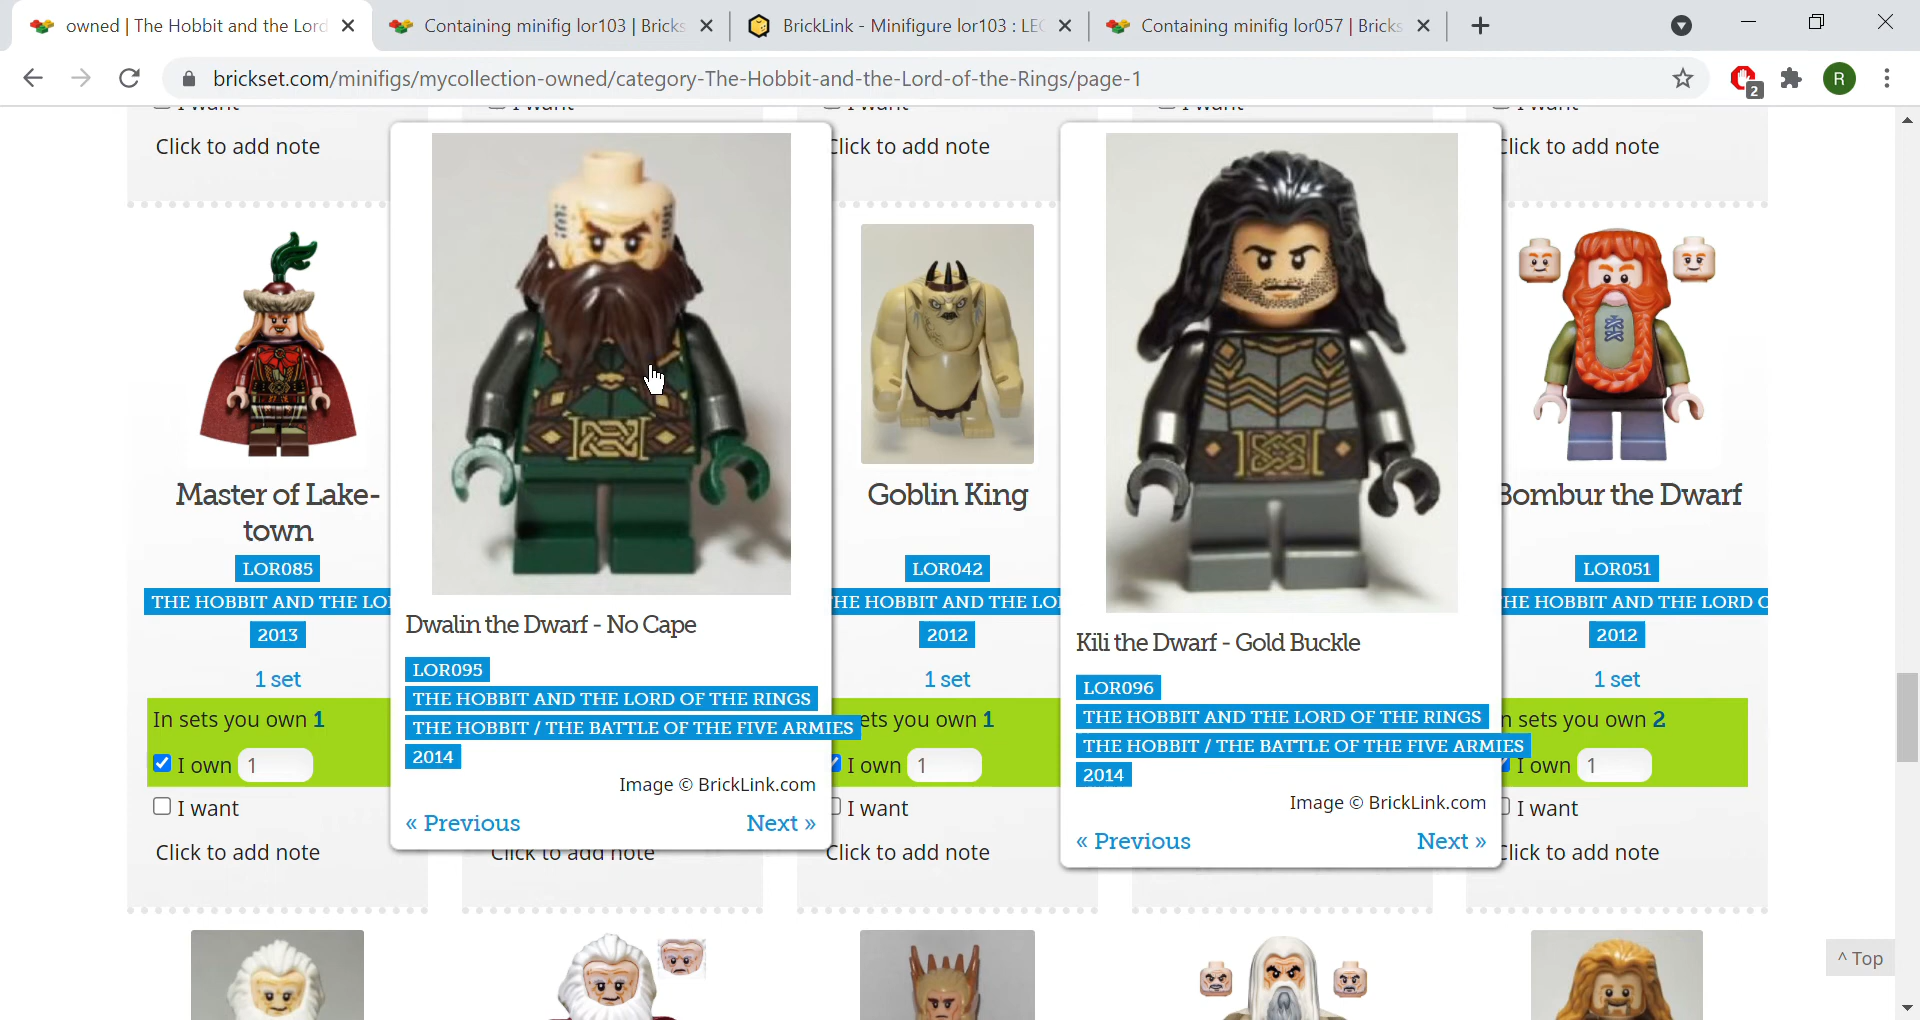 owned | The Hobbit and the Lord
Containing minifig lor103 | Bricks
BrickLink - Minifigure lor103 : LEG
Containing minifig lor057 | Bricks
brickset.com/minifigs/mycollection-owned/category-The-Hobbit-and-the-Lord-of-the-Rings/page-1
2
R
Click to add note
Click to add note
Click to add note
Master of Lake-
town
LOR085
THE HOBBIT AND THE LO
2013
1 set
In sets you own 1
I own 1
I want
Click to add note
Dwalin the Dwarf - No Cape
LOR095
THE HOBBIT AND THE LORD OF THE RINGS
THE HOBBIT / THE BATTLE OF THE FIVE ARMIES
2014
Image © BrickLink.com
« Previous
Next »
Click to add note
Goblin King
LOR042
HE HOBBIT AND THE LO
2012
1 set
ets you own 1
I own 1
I want
Click to add note
Kili the Dwarf - Gold Buckle
LOR096
THE HOBBIT AND THE LORD OF THE RINGS
THE HOBBIT / THE BATTLE OF THE FIVE ARMIES
2014
Image © BrickLink.com
« Previous
Next »
Bombur the Dwarf
LOR051
HE HOBBIT AND THE LORD O
2012
1 set
n sets you own 2
I own 1
I want
Click to add note
^ Top